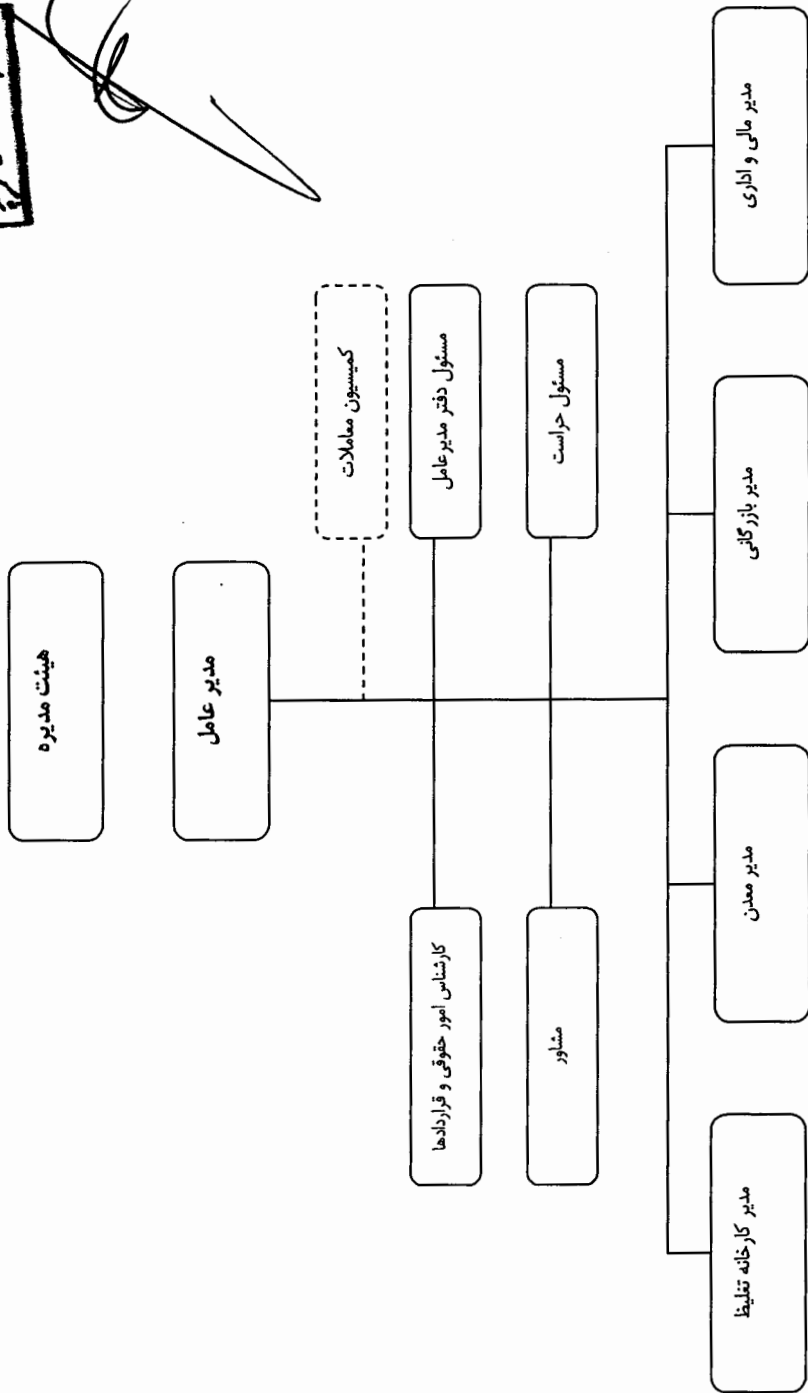 هیئت مدیره
مدیر عامل
کمیسیون معاملات
مسئول دفتر مدیرعامل
کارشناس امور حقوقی و قراردادها
مسئول حراست
مشاور
مدیر مالی و اداری
مدیر بازرگانی
مدیر معدن
مدیر کارخانه تغلیظ